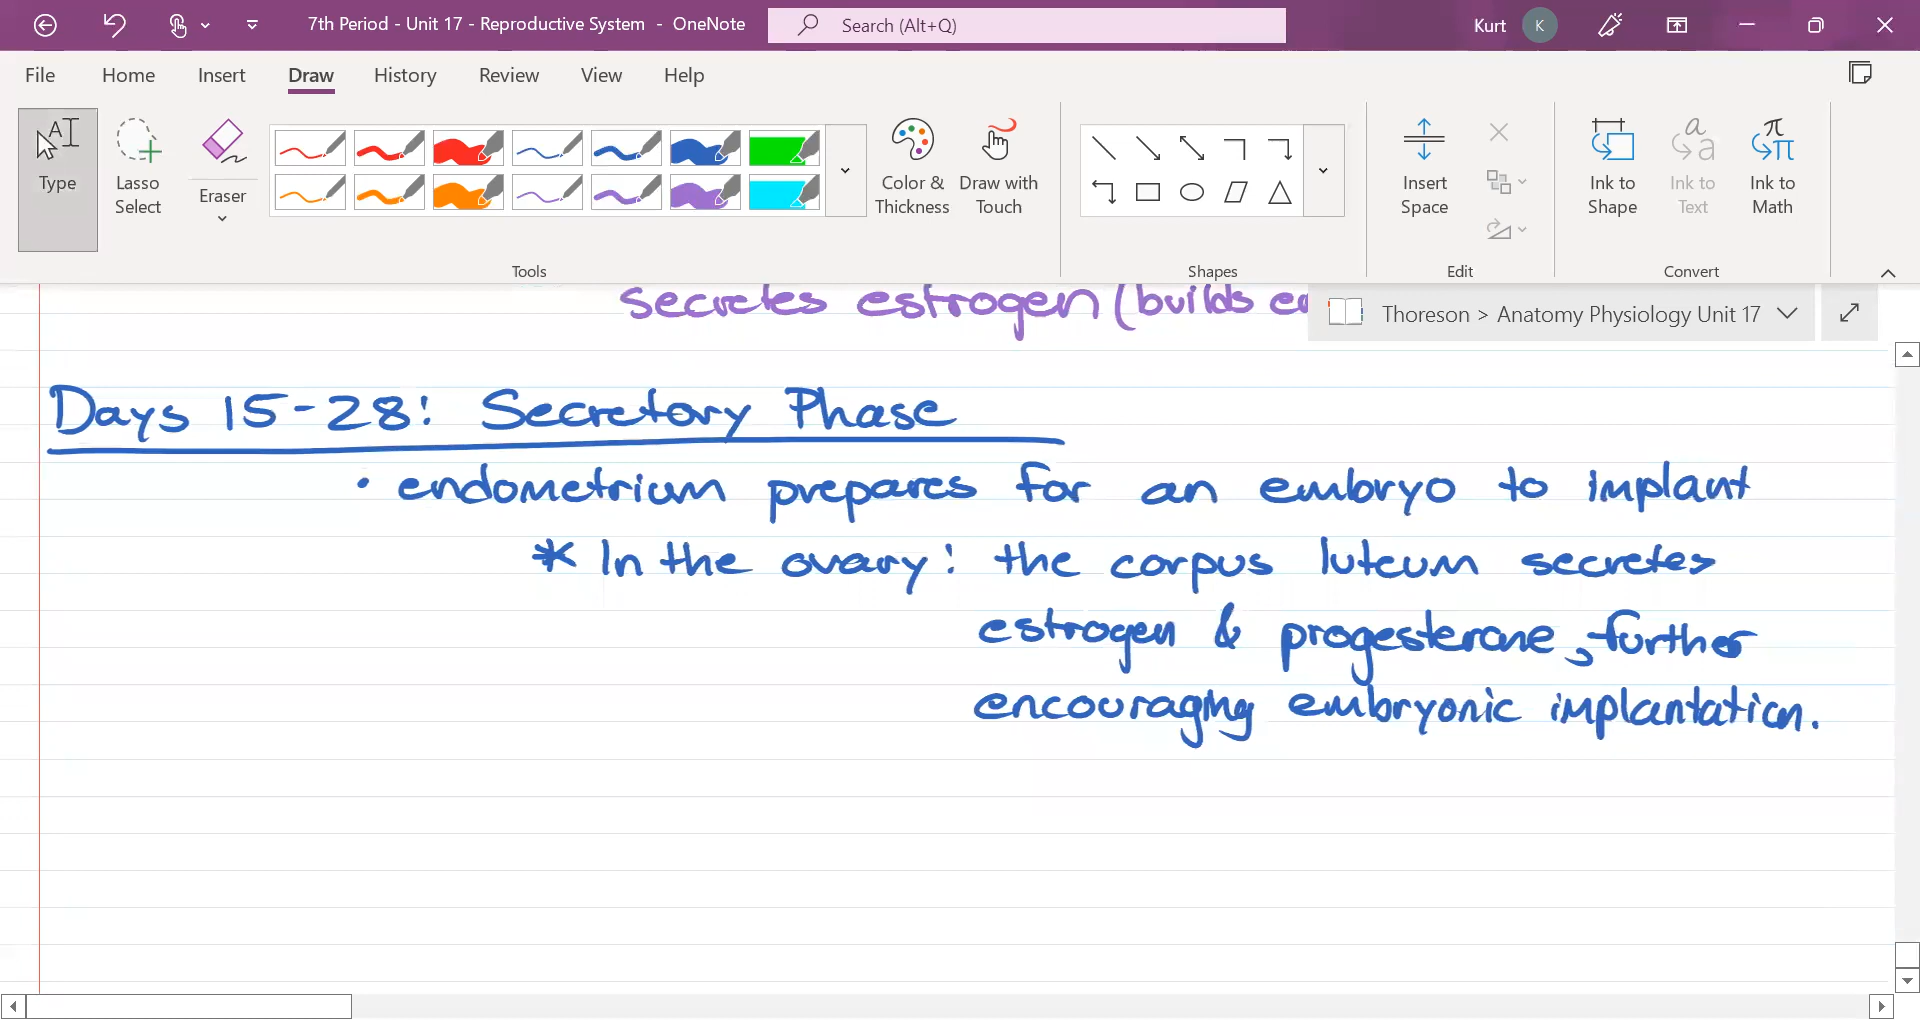 7th Period - Unit 17 - Reproductive System - OneNote
Search (Alt+Q)
Kurt
K
File Home Insert Draw History Review View Help
Type
Lasso Select
Eraser
Color & Thickness
Draw with Touch
Insert Space
Ink to Shape
Ink to Text
Ink to Math
Tools
Shapes
Edit
Convert
secretes estrogen (builds
Thoreson > Anatomy Physiology Unit 17
Days 15-28: Secretory Phase
• endometrium prepares for an embryo to implant
* In the ovary: the corpus luteum secretes
estrogen & progesterone, further
encouraging embryonic implantation.